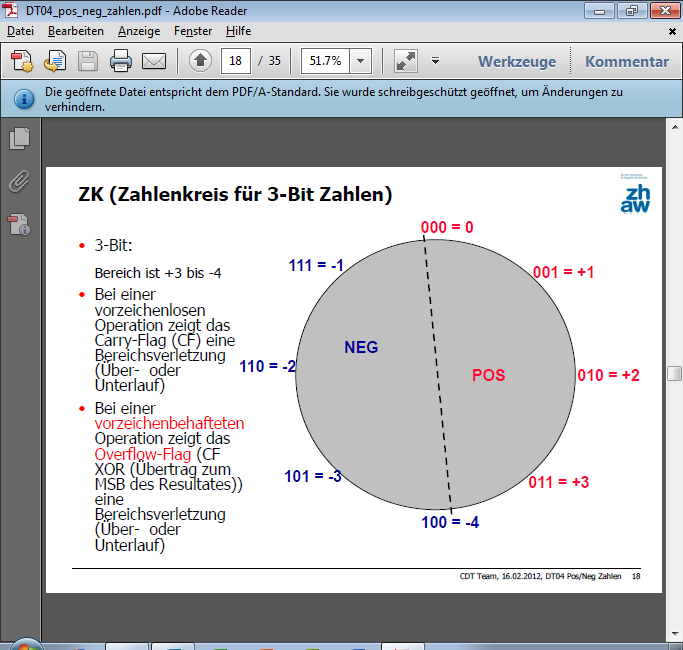 DT04_pos_neg_zahlen.pdf - Adobe Reader
Datei Bearbeiten Anzeige Fenster Hilfe
18 / 35 51.7% Werkzeuge Kommentar
Die geöffnete Datei entspricht dem PDF/A-Standard. Sie wurde schreibgeschützt geöffnet, um Änderungen zu
verhindern.
ZK (Zahlenkreis für 3-Bit Zahlen)
zh
aw
• 3-Bit:
Bereich ist +3 bis -4
• Bei einer
vorzeichenlosen
Operation zeigt das
Carry-Flag (CF) eine
Bereichsverletzung
(Über- oder
Unterlauf)
• Bei einer
vorzeichenbehafteten
Operation zeigt das
Overflow-Flag (CF
XOR (Übertrag zum
MSB des Resultates))
eine
Bereichsverletzung
(Über- oder
Unterlauf)
000 = 0
001 = +1
010 = +2
011 = +3
100 = -4
101 = -3
110 = -2
111 = -1
NEG
POS
CDT Team, 16.02.2012, DT04 Pos/Neg Zahlen 18